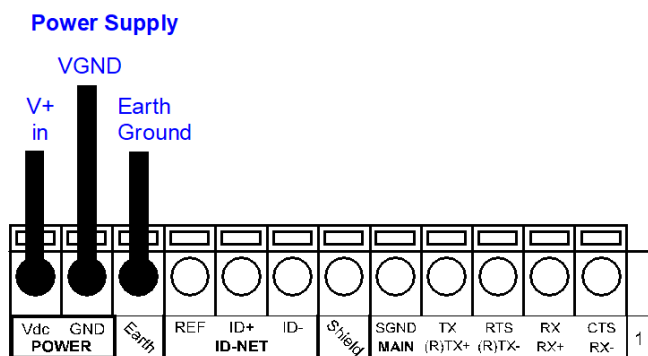 Power Supply
VGND
V+
in
Earth
Ground
Vdc GND Earth REF ID+ ID- Shield SGND TX RTS RX CTS 1
POWER ID-NET MAIN (R)TX+ (R)TX- RX+ RX-